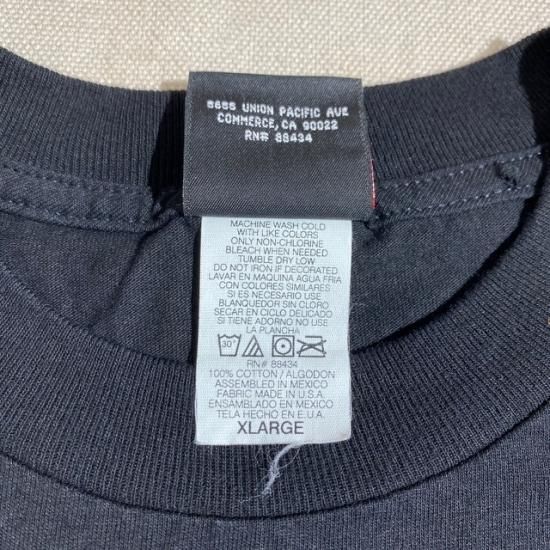 5655 UNION PACIFIC AVE
COMMERCE, CA 90022
RN# 88434
MACHINE WASH COLD
WITH LIKE COLORS
ONLY NON-CHLORINE
BLEACH WHEN NEEDED
TUMBLE DRY LOW
DO NOT IRON IF DECORATED
LAVAR EN MAQUINA AGUA FRIA
CON COLORES SIMILARES
SI ES NECESARIO USE
BLANQUEDOR SIN CLORO
SECAR EN CICLO DELICADO
SI TIENE ADORNO NO USE
LA PLANCHA
30°
RN# 88434
100% COTTON / ALGODON
ASSEMBLED IN MEXICO
FABRIC MADE IN U.S.A.
ENSAMBLADO EN MEXICO
TELA HECHO EN E.U.A.
XLARGE